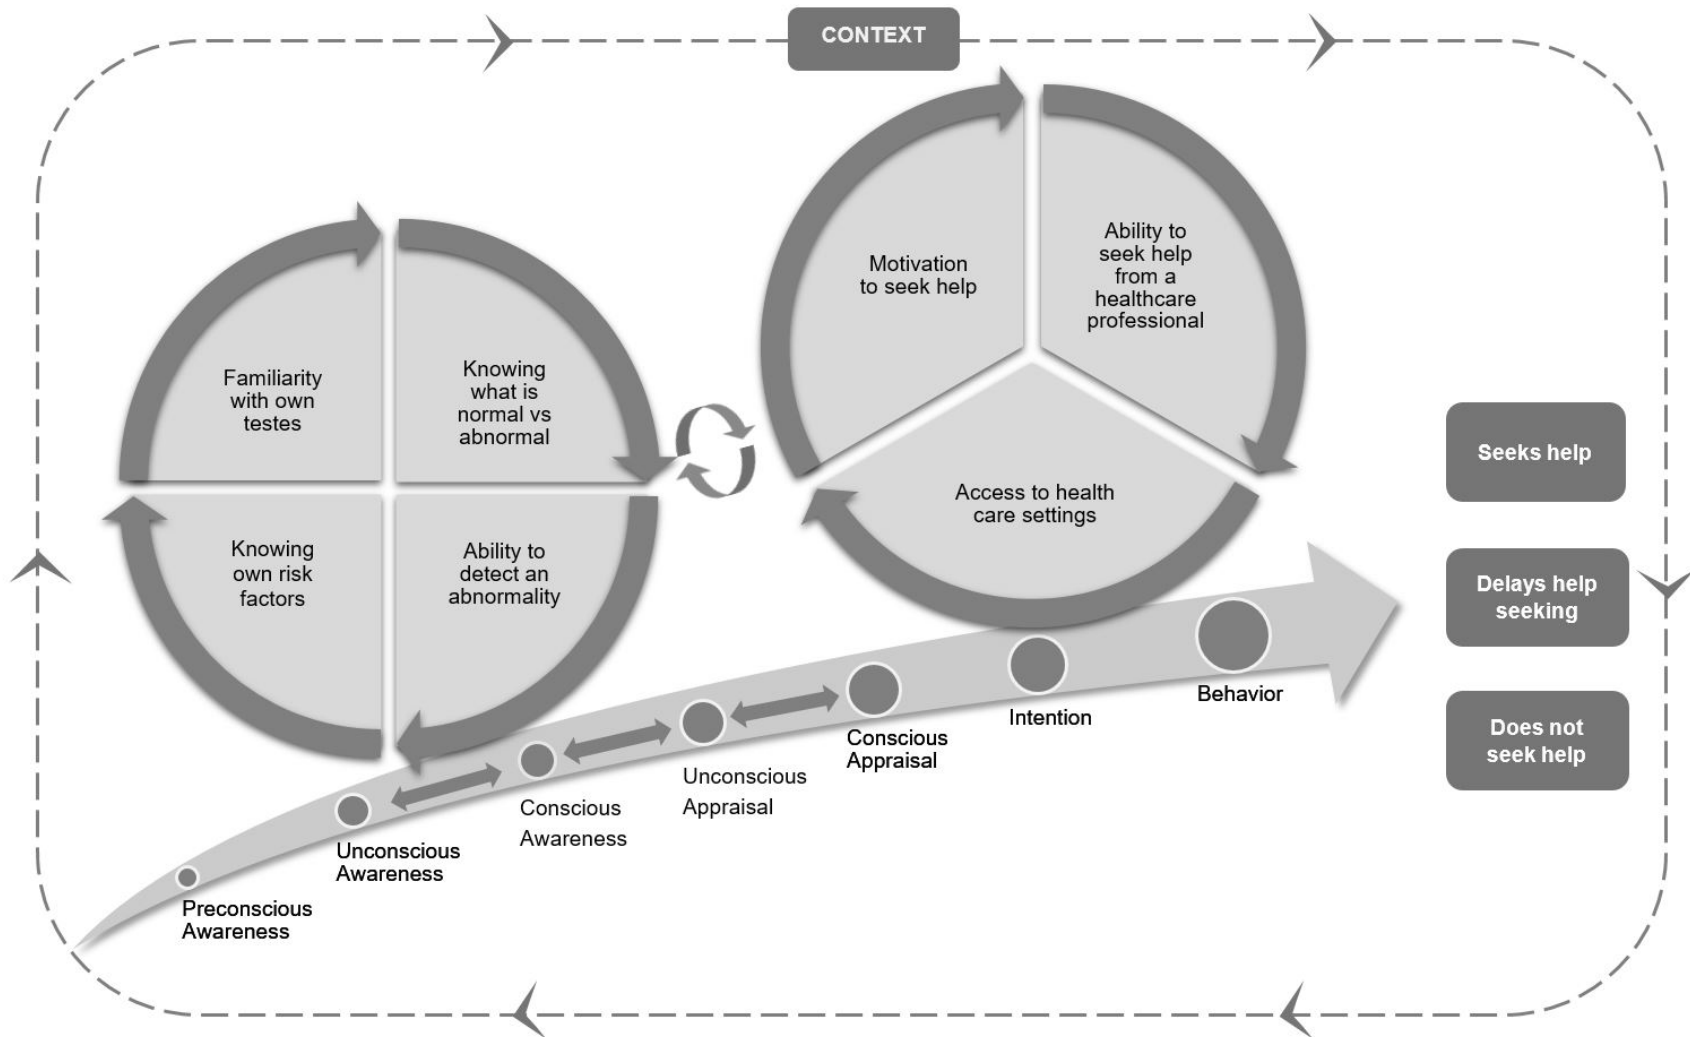 CONTEXT
Familiarity
with own
testes
Knowing
what is
normal vs
abnormal
Knowing
own risk
factors
Ability to
detect an
abnormality
Motivation
to seek help
Ability to
seek help
from a
healthcare
professional
Access to health
care settings
Seeks help
Delays help
seeking
Does not
seek help
Preconscious
Awareness
Unconscious
Awareness
Conscious
Awareness
Unconscious
Appraisal
Conscious
Appraisal
Intention
Behavior